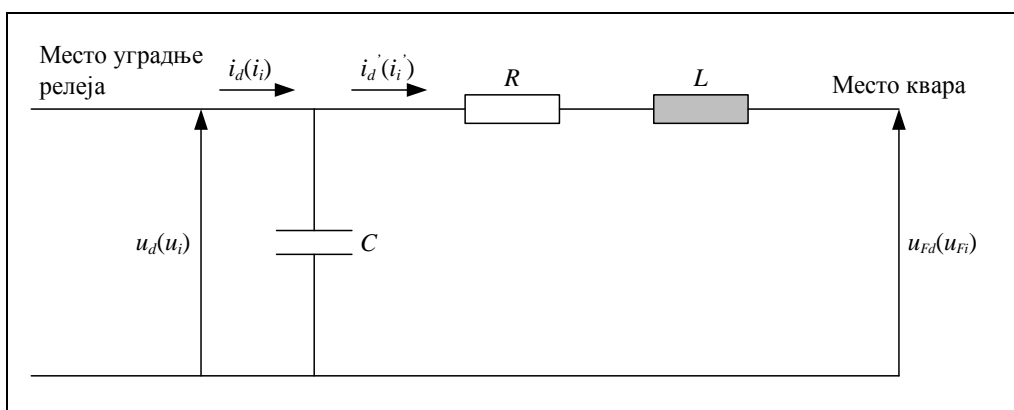 Место уградње
релеја
i_d(i_i)
i_d'(i_i')
R
L
Место квара
u_d(u_i)
C
u_Fd(u_Fi)